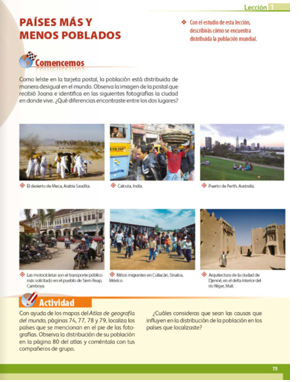 Lección 1
PAÍSES MÁS Y
MENOS POBLADOS
Con el estudio de esta lección,
describirás cómo se encuentra
distribuida la población mundial.
Comencemos
Como leíste en la tarjeta postal, la población está distribuida de
manera desigual en el mundo. Observa la imagen de la postal que
recibió Joana e identifica en las siguientes fotografías la ciudad
en donde vive. ¿Qué diferencias encontraste entre los dos lugares?
El desierto de Meca, Arabia Saudita.
Calcuta, India.
Puerto de Perth, Australia.
Las motocicletas son el transporte público
más solicitado en el pueblo de Siem Reap,
Camboya.
Niños migrantes en Culiacán, Sinaloa,
México.
Arquitectura de la ciudad de
Djenné, en el delta interior del
río Níger, Malí.
Actividad
Con ayuda de los mapas del Atlas de geografía
del mundo, páginas 74, 77, 78 y 79, localiza los
países que se mencionan en el pie de las foto-
grafías. Observa la distribución de su población
en la página 80 del atlas y coméntala con tus
compañeros de grupo.
¿Cuáles consideras que sean las causas que
influyen en la distribución de la población en los
países que localizaste?